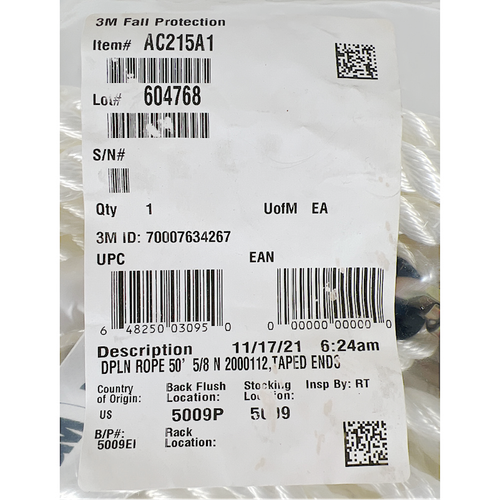 3M Fall Protection
Item# AC215A1
Lot# 604768
S/N#
Qty 1 UofM EA
3M ID: 70007634267
UPC EAN
6 48250 03095 0 0 00000 00000 0
Description 11/17/21 6:24am
DPLN ROPE 50' 5/8 N 2000112,TAPED ENDS
Country of Origin: Back Flush Location: Stocking Location: Insp By: RT
US 5009P
B/P#: Rack
5009EI Location: